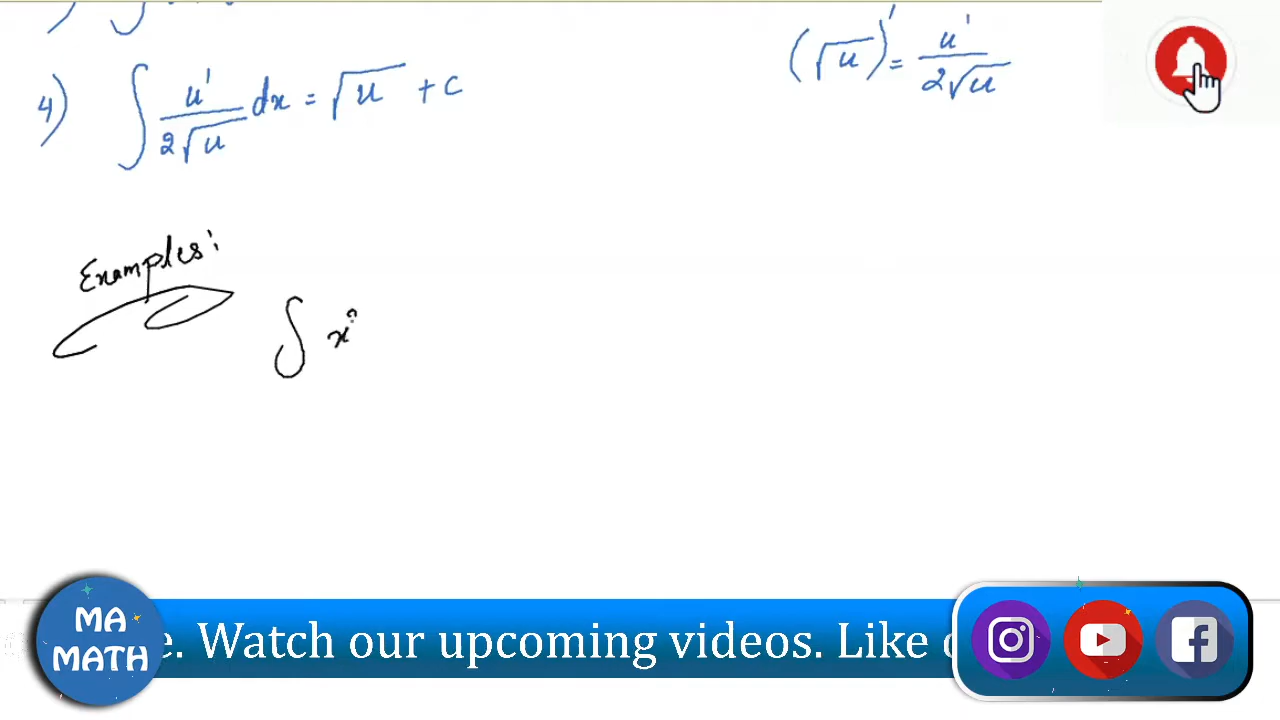 4) ∫ u'/2√u dx = √u + c
(√u)' = u'/2√u
Examples:
∫ x
MA
MATH
e. Watch our upcoming videos. Like